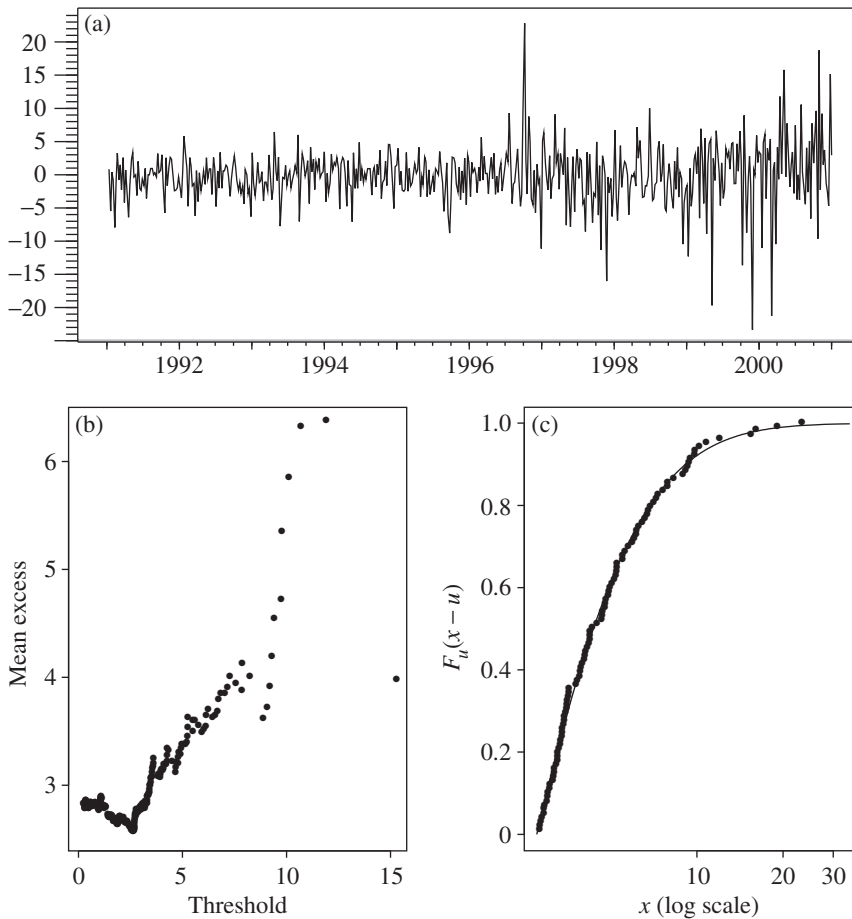 (a)
20
15
10
5
0
−5
−10
−15
−20
1992 1994 1996 1998 2000
(b)
6
5
4
3
Mean excess
0 5 10 15
Threshold
(c)
1.0
0.8
0.6
0.4
0.2
0
F_u(x − u)
10 20 30
x (log scale)